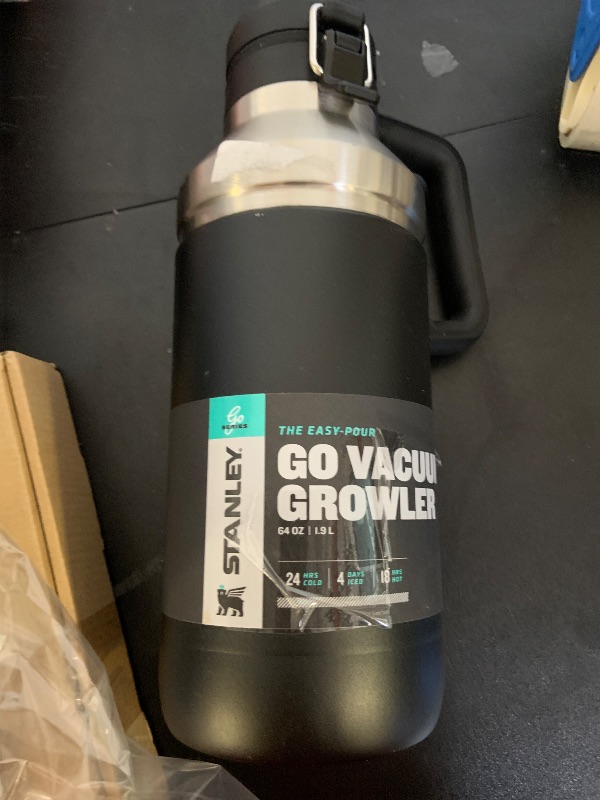 Go
SERIES
STANLEY®
THE EASY-POUR
GO VACUU
GROWLER
64 OZ | 1.9 L
24 HRS COLD | 4 DAYS ICED | 18 HRS HOT